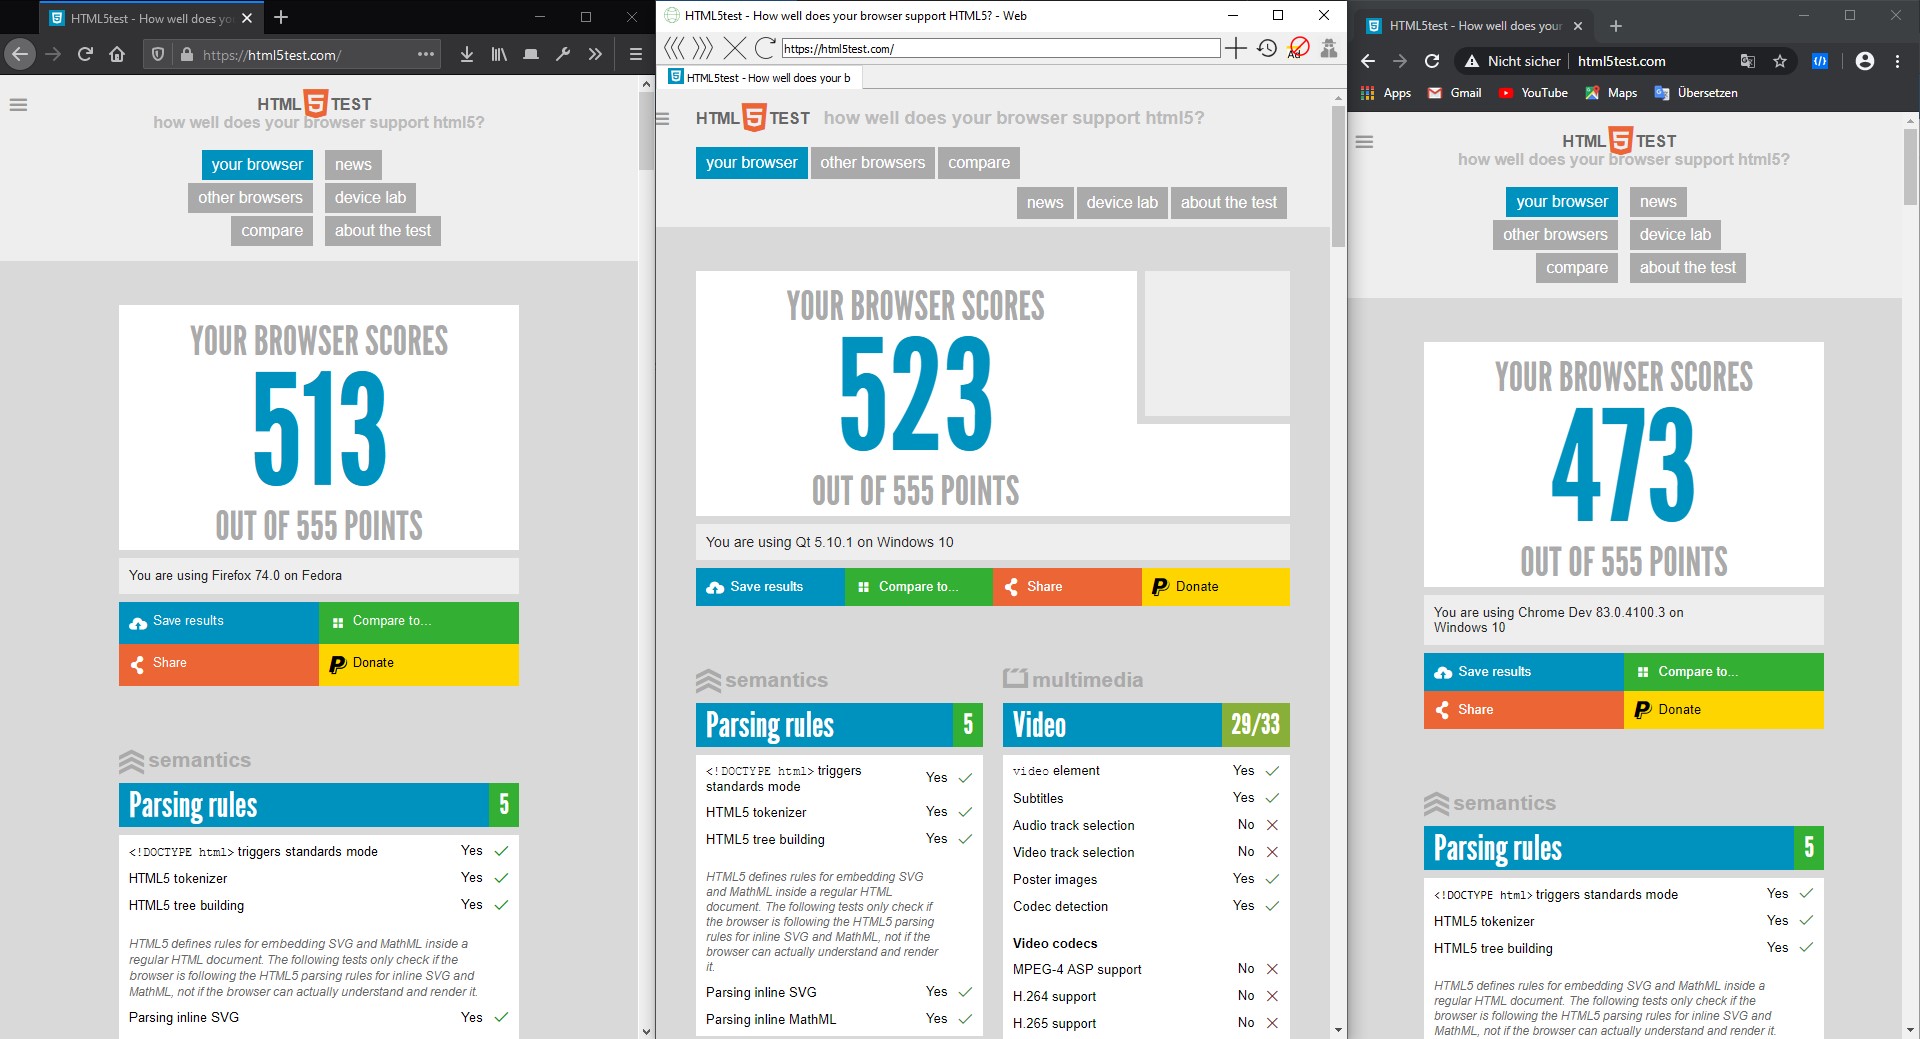 HTML5test - How well does yo
https://html5test.com/
HTML 5 TEST
how well does your browser support html5?
your browser
news
other browsers
device lab
compare
about the test
YOUR BROWSER SCORES
513
OUT OF 555 POINTS
You are using Firefox 74.0 on Fedora
Save results
Compare to...
Share
Donate
semantics
Parsing rules 5
<!DOCTYPE html> triggers standards mode Yes
HTML5 tokenizer Yes
HTML5 tree building Yes
HTML5 defines rules for embedding SVG and MathML inside a
regular HTML document. The following tests only check if the
browser is following the HTML5 parsing rules for inline SVG and
MathML, not if the browser can actually understand and render it.
Parsing inline SVG Yes
HTML5test - How well does your browser support HTML5? - Web
https://html5test.com/
Ad
HTML5test - How well does your b
HTML 5 TEST how well does your browser support html5?
your browser other browsers compare
news device lab about the test
YOUR BROWSER SCORES
523
OUT OF 555 POINTS
You are using Qt 5.10.1 on Windows 10
Save results Compare to... Share Donate
semantics
Parsing rules 5
<!DOCTYPE html> triggers
standards mode Yes
HTML5 tokenizer Yes
HTML5 tree building Yes
HTML5 defines rules for embedding SVG
and MathML inside a regular HTML
document. The following tests only check if
the browser is following the HTML5 parsing
rules for inline SVG and MathML, not if the
browser can actually understand and render
it.
Parsing inline SVG Yes
Parsing inline MathML Yes
multimedia
Video 29/33
video element Yes
Subtitles Yes
Audio track selection No
Video track selection No
Poster images Yes
Codec detection Yes
Video codecs
MPEG-4 ASP support No
H.264 support No
H.265 support No
HTML5test - How well does your
Nicht sicher html5test.com
Apps Gmail YouTube Maps Übersetzen
HTML 5 TEST
how well does your browser support html5?
your browser
news
other browsers
device lab
compare
about the test
YOUR BROWSER SCORES
473
OUT OF 555 POINTS
You are using Chrome Dev 83.0.4100.3 on
Windows 10
Save results
Compare to...
Share
Donate
semantics
Parsing rules 5
<!DOCTYPE html> triggers standards mode Yes
HTML5 tokenizer Yes
HTML5 tree building Yes
HTML5 defines rules for embedding SVG and MathML inside a
regular HTML document. The following tests only check if the
browser is following the HTML5 parsing rules for inline SVG and
MathML, not if the browser can actually understand and render it.